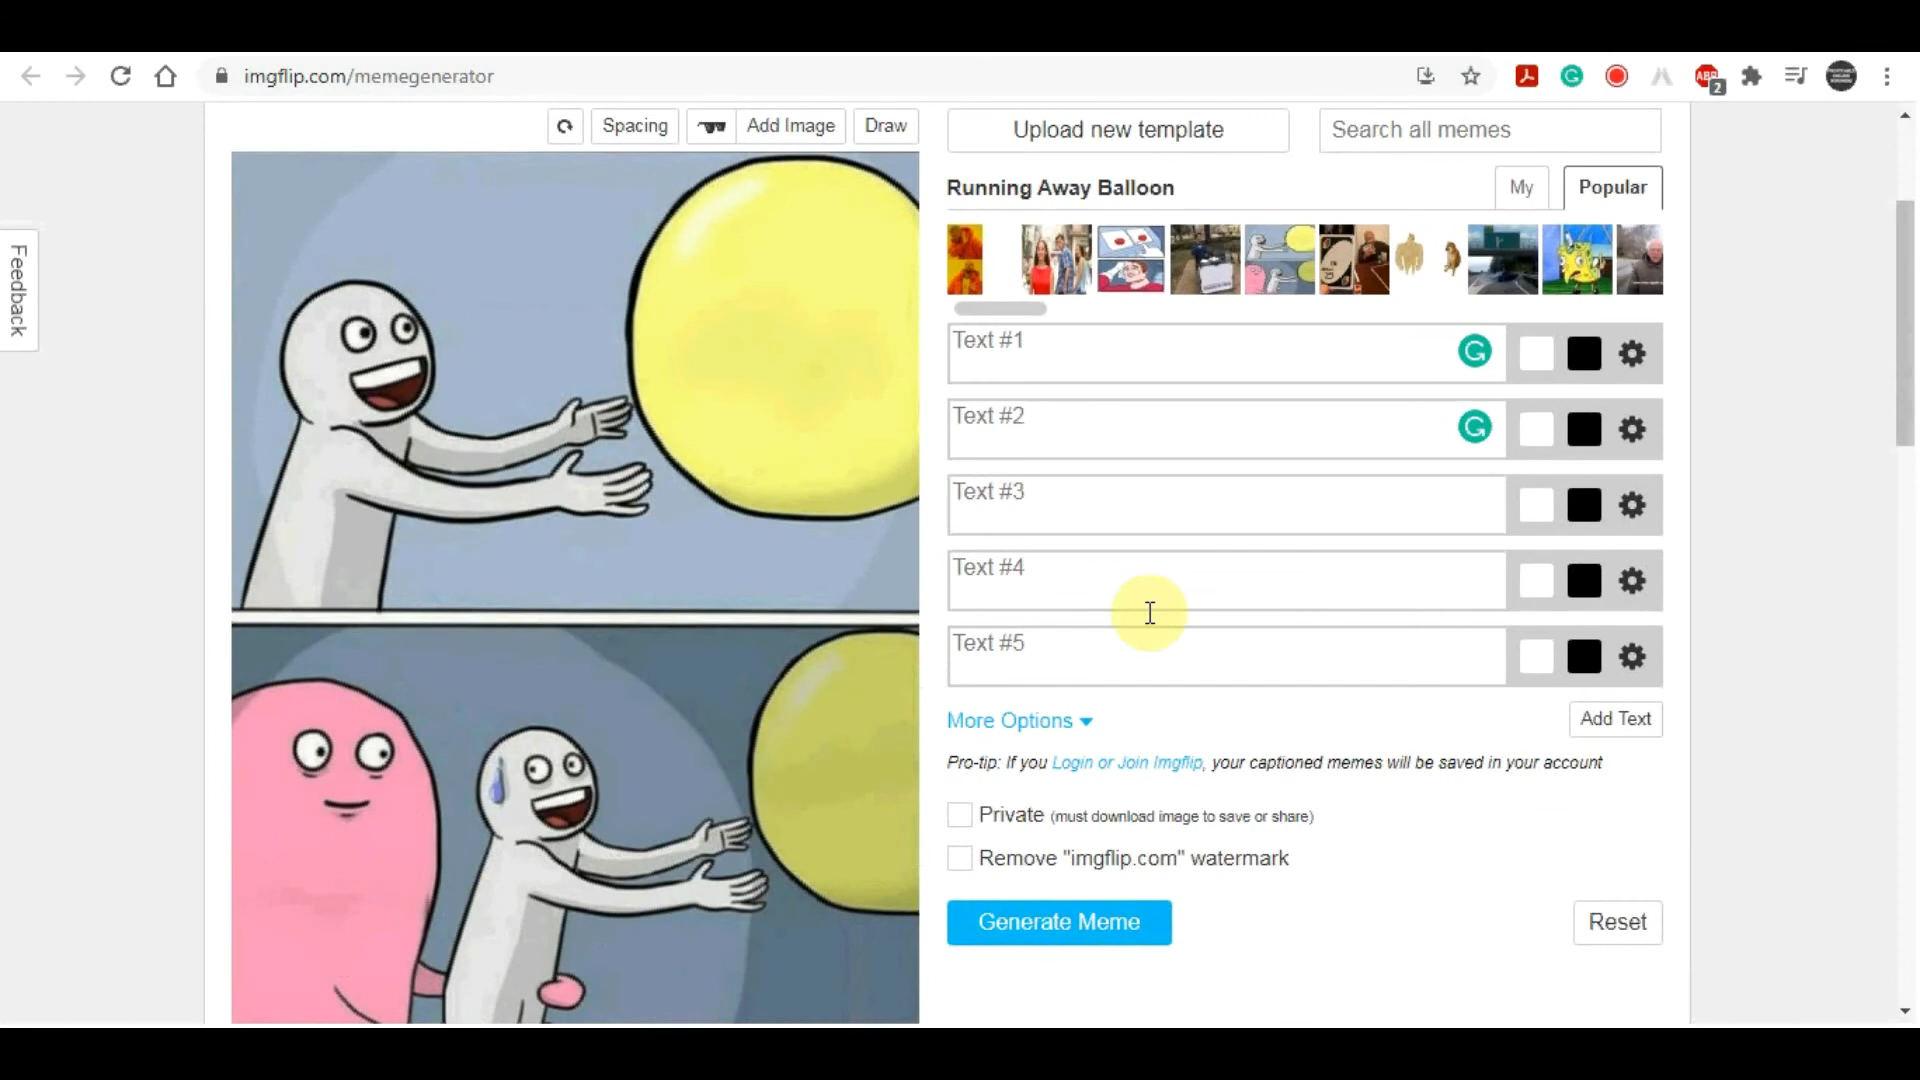 imgflip.com/memegenerator
ABP
2
Spacing
Add Image
Draw
Upload new template
Search all memes
Running Away Balloon
My
Popular
Feedback
Text #1
Text #2
Text #3
Text #4
Text #5
More Options
Add Text
Pro-tip: If you Login or Join Imgflip, your captioned memes will be saved in your account
Private (must download image to save or share)
Remove "imgflip.com" watermark
Generate Meme
Reset